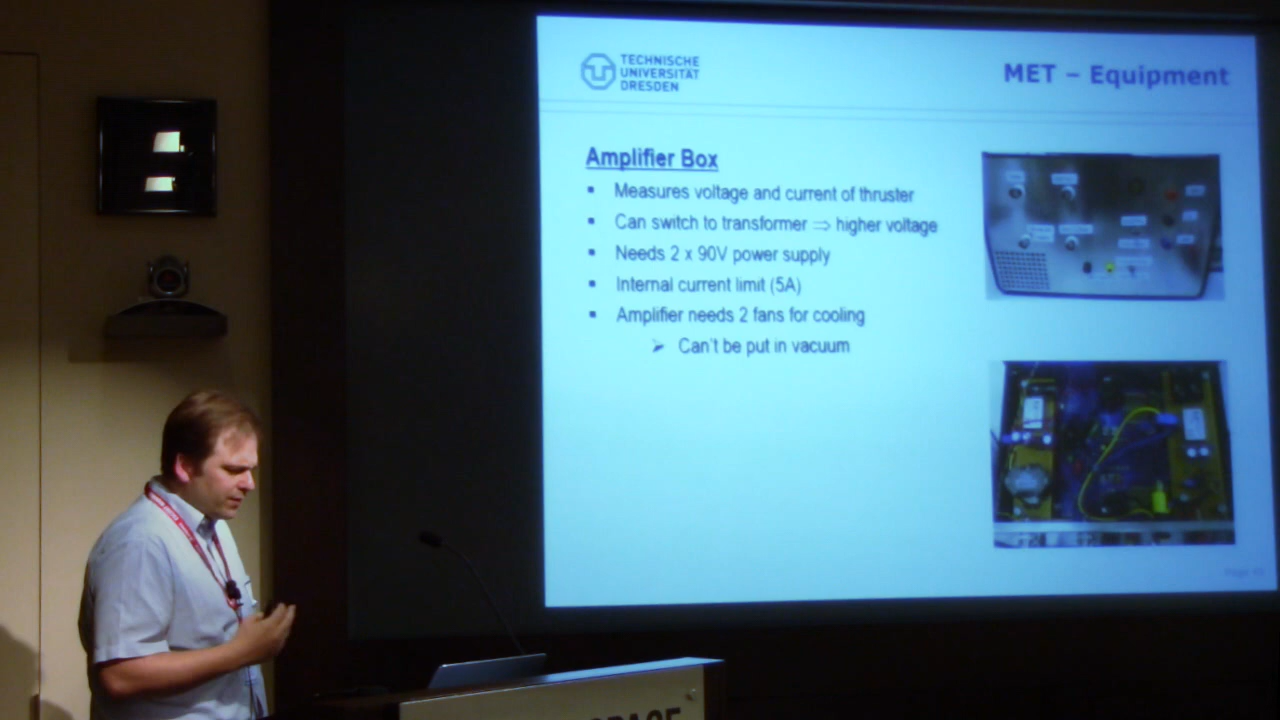 TECHNISCHE
UNIVERSITÄT
DRESDEN
MET – Equipment
Amplifier Box
▪ Measures voltage and current of thruster
▪ Can switch to transformer ⇒ higher voltage
▪ Needs 2 x 90V power supply
▪ Internal current limit (5A)
▪ Amplifier needs 2 fans for cooling
➢ Can't be put in vacuum
SPACE